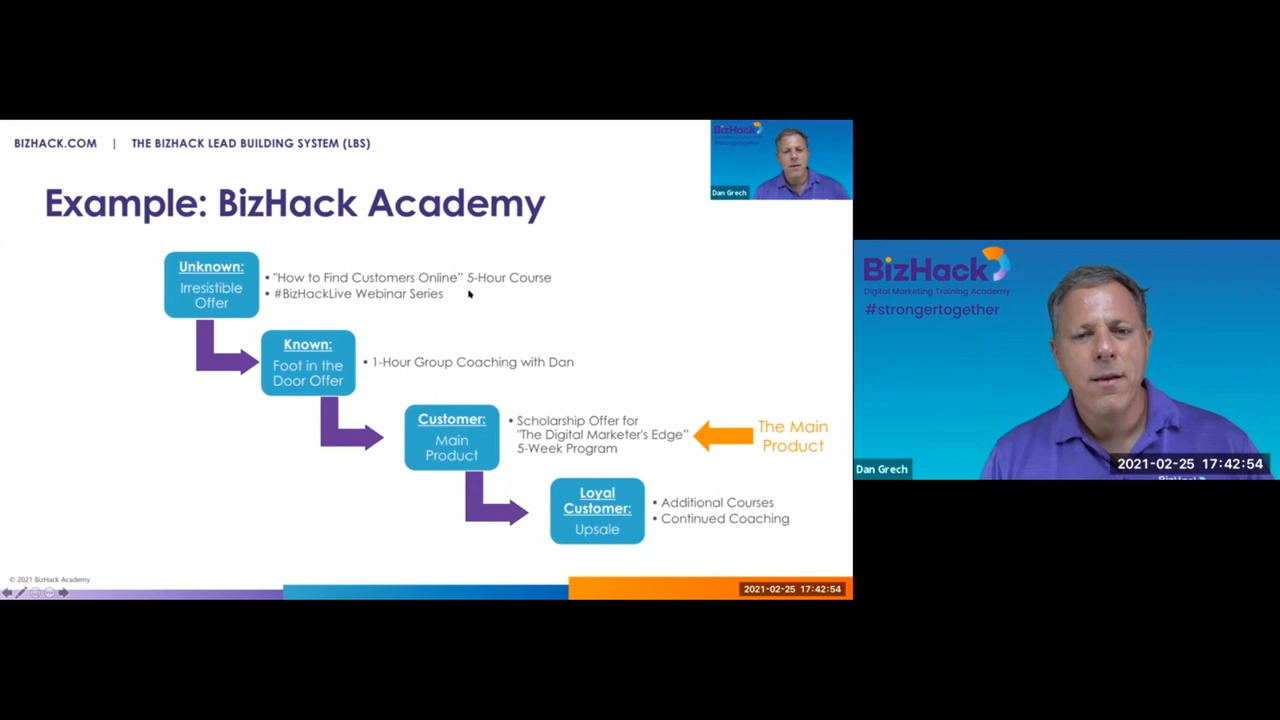 BIZHACK.COM | THE BIZHACK LEAD BUILDING SYSTEM (LBS)
BizHack
#strongertogether
Dan Grech
Example: BizHack Academy
Unknown:
Irresistible
Offer
• "How to Find Customers Online" 5-Hour Course
• #BizHackLive Webinar Series
Known:
Foot in the
Door Offer
• 1-Hour Group Coaching with Dan
Customer:
Main
Product
• Scholarship Offer for
"The Digital Marketer's Edge"
5-Week Program
The Main
Product
Loyal
Customer:
Upsale
• Additional Courses
• Continued Coaching
© 2021 BizHack Academy
2021-02-25 17:42:54
BizHack
Digital Marketing Training Academy
#strongertogether
Dan Grech
2021-02-25 17:42:54
BizHack